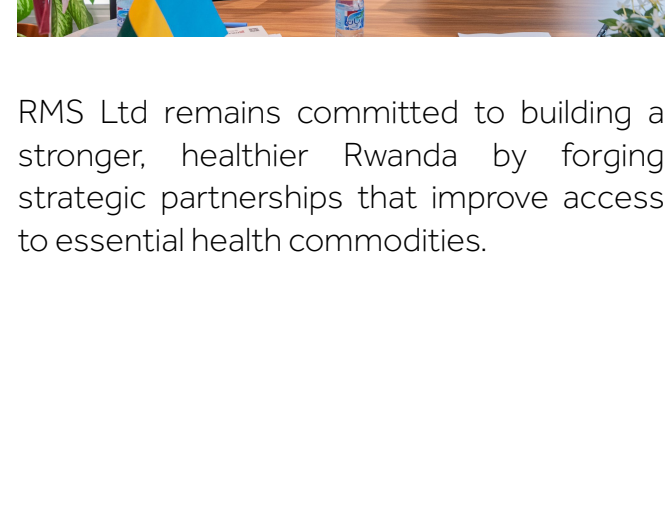 RMS Ltd remains committed to building a
stronger, healthier Rwanda by forging
strategic partnerships that improve access
to essential health commodities.